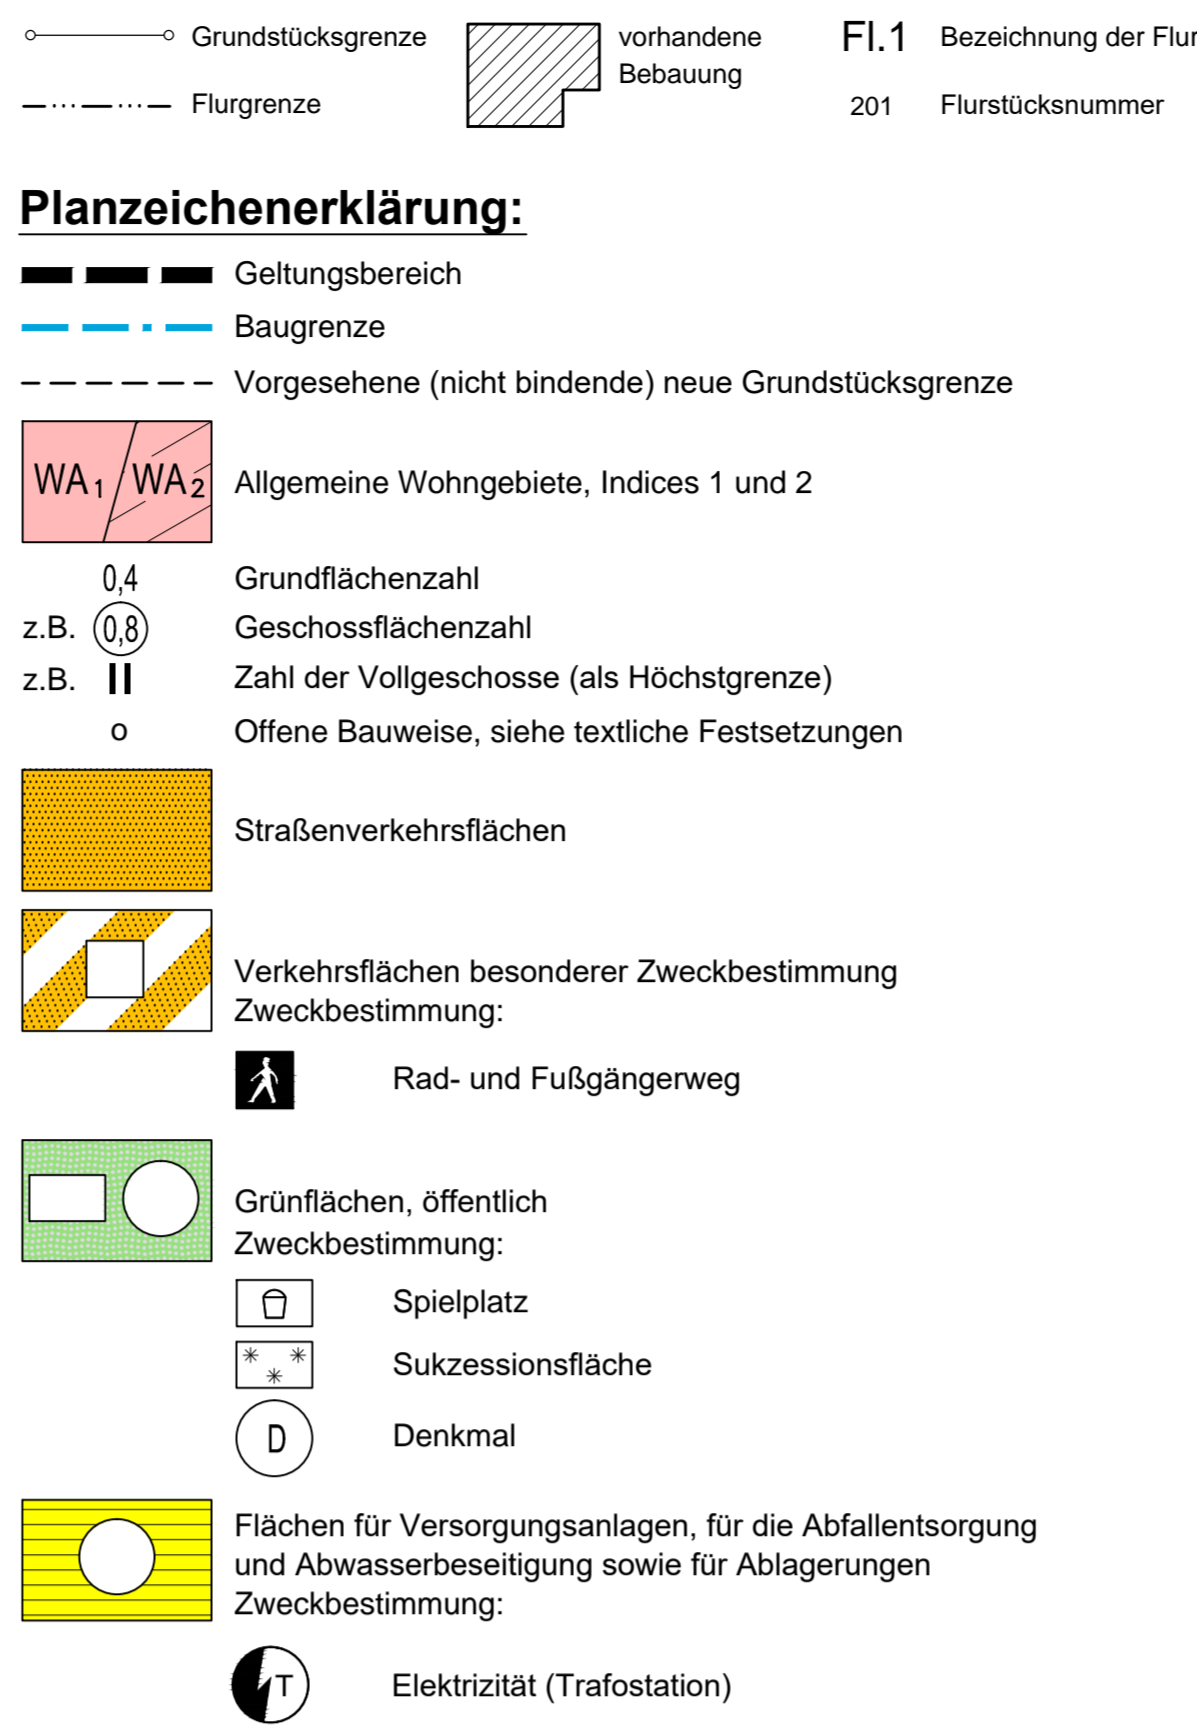 Grundstücksgrenze
vorhandene
Bebauung
Fl.1 Bezeichnung der Flur
Flurgrenze
201 Flurstücksnummer
Planzeichenerklärung:
Geltungsbereich
Baugrenze
Vorgesehene (nicht bindende) neue Grundstücksgrenze
WA1 WA2 Allgemeine Wohngebiete, Indices 1 und 2
0,4 Grundflächenzahl
z.B. 0,8 Geschossflächenzahl
z.B. II Zahl der Vollgeschosse (als Höchstgrenze)
o Offene Bauweise, siehe textliche Festsetzungen
Straßenverkehrsflächen
Verkehrsflächen besonderer Zweckbestimmung
Zweckbestimmung:
Rad- und Fußgängerweg
Grünflächen, öffentlich
Zweckbestimmung:
Spielplatz
Sukzessionsfläche
D Denkmal
Flächen für Versorgungsanlagen, für die Abfallentsorgung
und Abwasserbeseitigung sowie für Ablagerungen
Zweckbestimmung:
T Elektrizität (Trafostation)